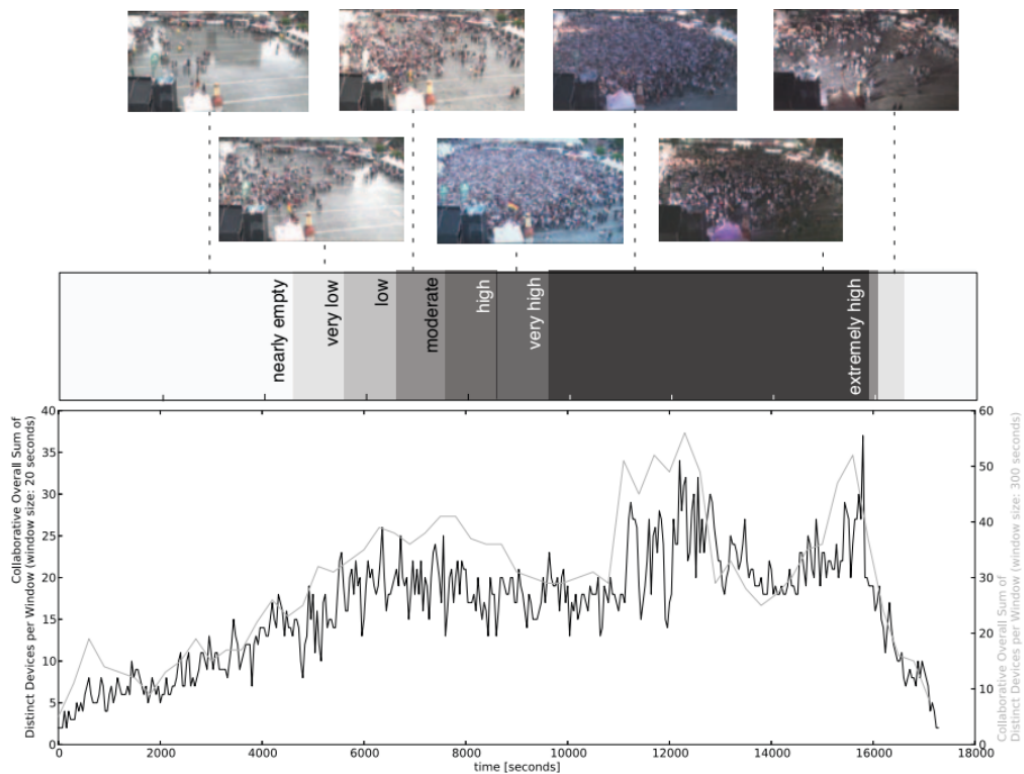 nearly empty
very low
low
moderate
high
very high
extremely high
Collaborative Overall Sum of
Distinct Devices per Window (window size: 20 seconds)
40
35
30
25
20
15
10
5
0
60
50
40
30
20
10
0
Collaborative Overall Sum of
Distinct Devices per Window (window size: 300 seconds)
0
2000
4000
6000
8000
10000
12000
14000
16000
18000
time [seconds]